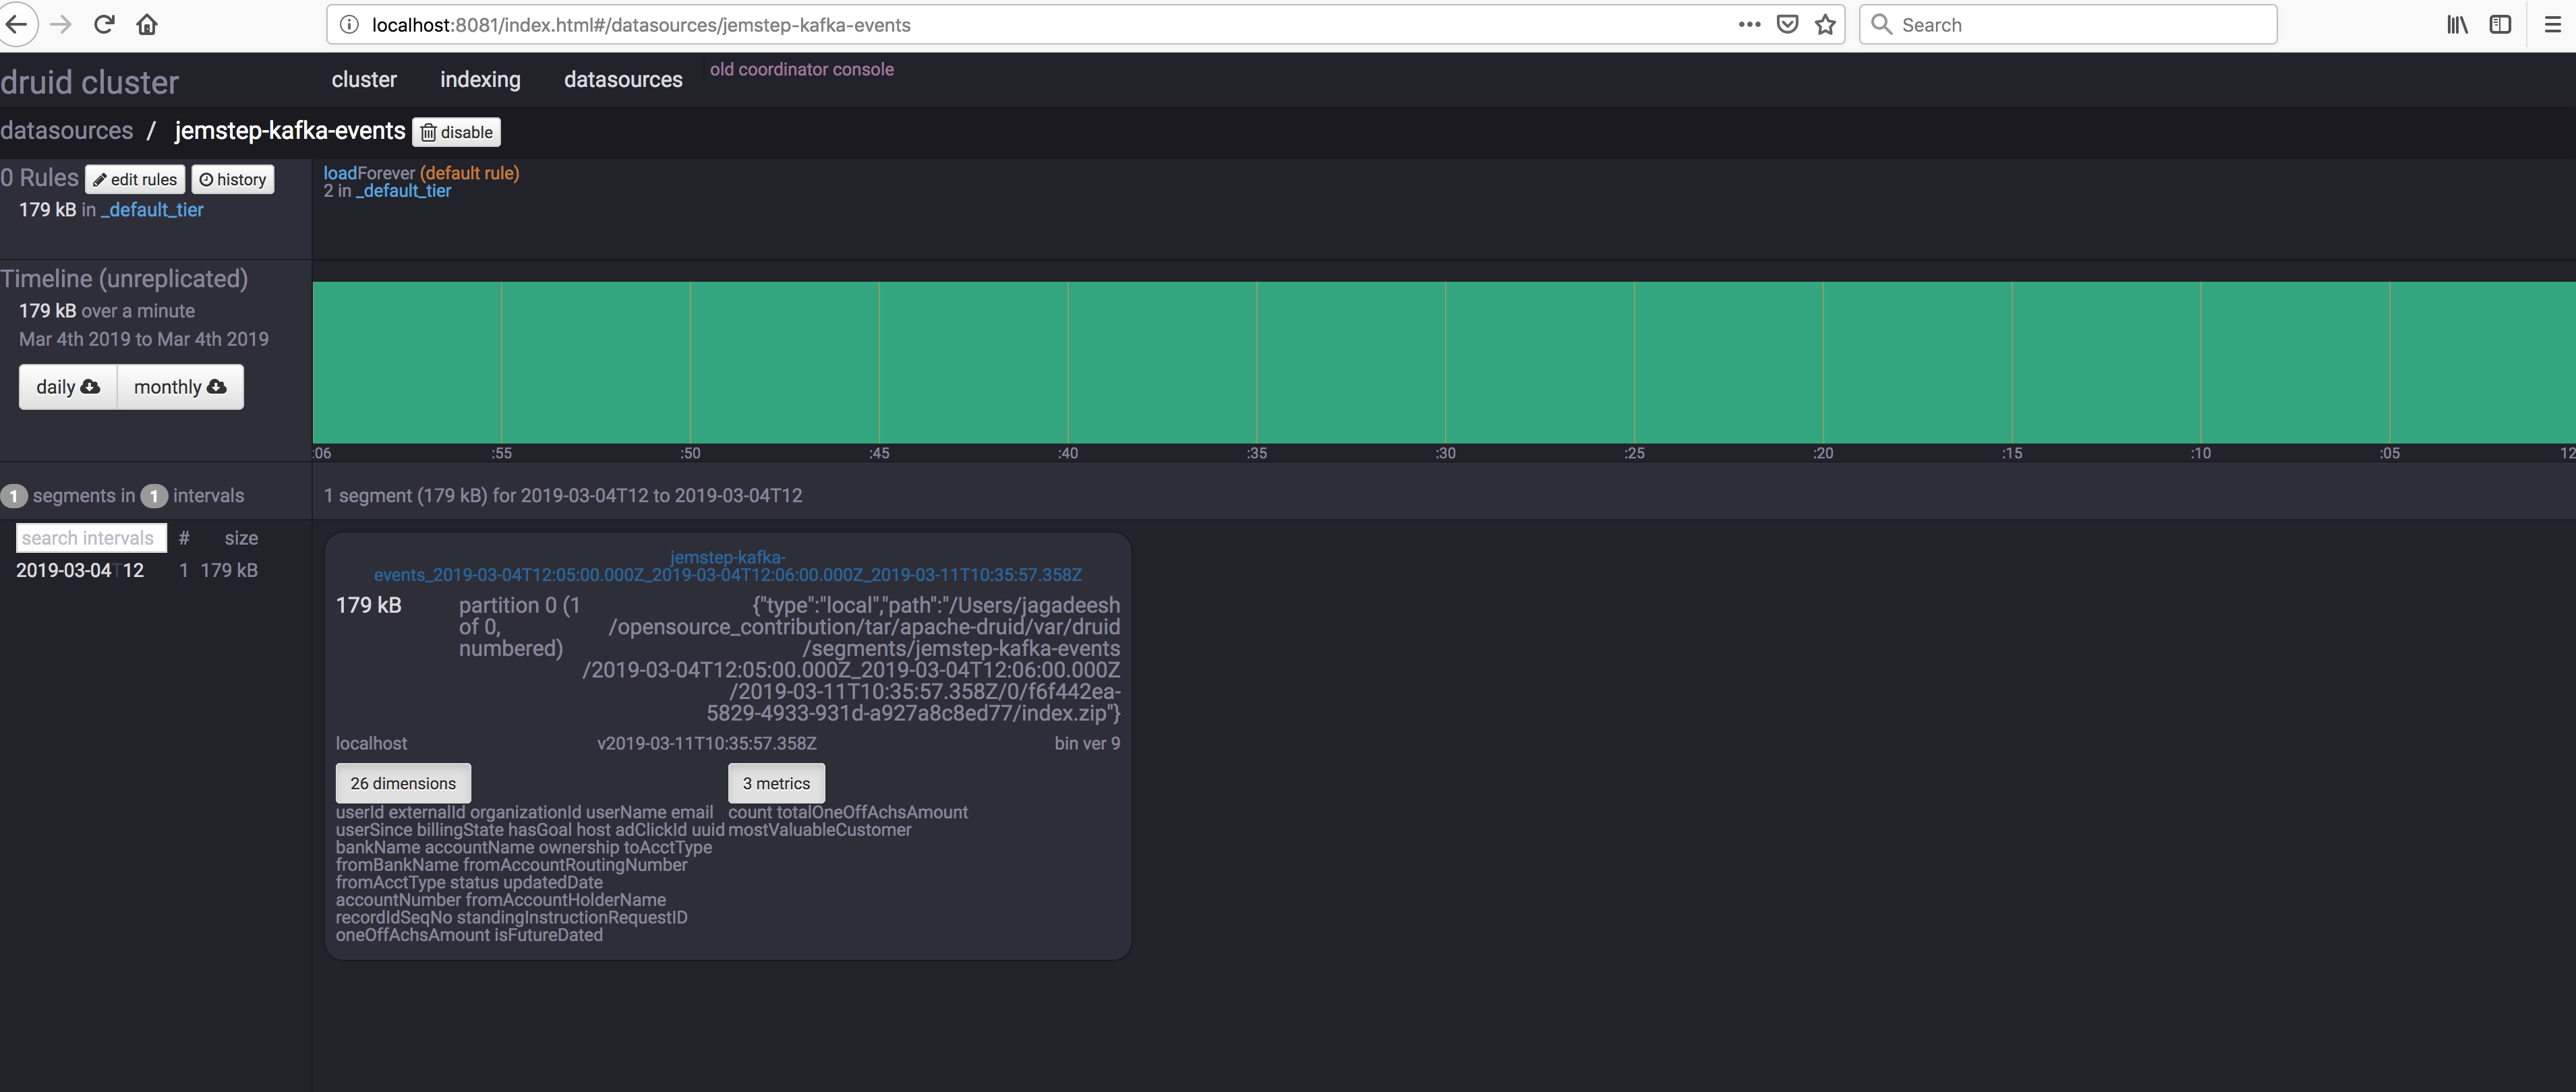 localhost:8081/index.html#/datasources/jemstep-kafka-events
Search
druid cluster
cluster indexing datasources old coordinator console
datasources / jemstep-kafka-events disable
0 Rules edit rules history
179 kB in _default_tier
loadForever (default rule)
2 in _default_tier
Timeline (unreplicated)
179 kB over a minute
Mar 4th 2019 to Mar 4th 2019
daily monthly
:06 :55 :50 :45 :40 :35 :30 :25 :20 :15 :10 :05 12
1 segments in 1 intervals
1 segment (179 kB) for 2019-03-04T12 to 2019-03-04T12
search intervals # size
2019-03-04T12 1 179 kB
jemstep-kafka-
events_2019-03-04T12:05:00.000Z_2019-03-04T12:06:00.000Z_2019-03-11T10:35:57.358Z
179 kB
partition 0 (1
of 0,
numbered)
{"type":"local","path":"/Users/jagadeesh
/opensource_contribution/tar/apache-druid/var/druid
/segments/jemstep-kafka-events
/2019-03-04T12:05:00.000Z_2019-03-04T12:06:00.000Z
/2019-03-11T10:35:57.358Z/0/f6f442ea-
5829-4933-931d-a927a8c8ed77/index.zip"}
localhost v2019-03-11T10:35:57.358Z bin ver 9
26 dimensions
userId externalId organizationId userName email
userSince billingState hasGoal host adClickId uuid
bankName accountName ownership toAcctType
fromBankName fromAccountRoutingNumber
fromAcctType status updatedDate
accountNumber fromAccountHolderName
recordIdSeqNo standingInstructionRequestID
oneOffAchsAmount isFutureDated
3 metrics
count totalOneOffAchsAmount
mostValuableCustomer